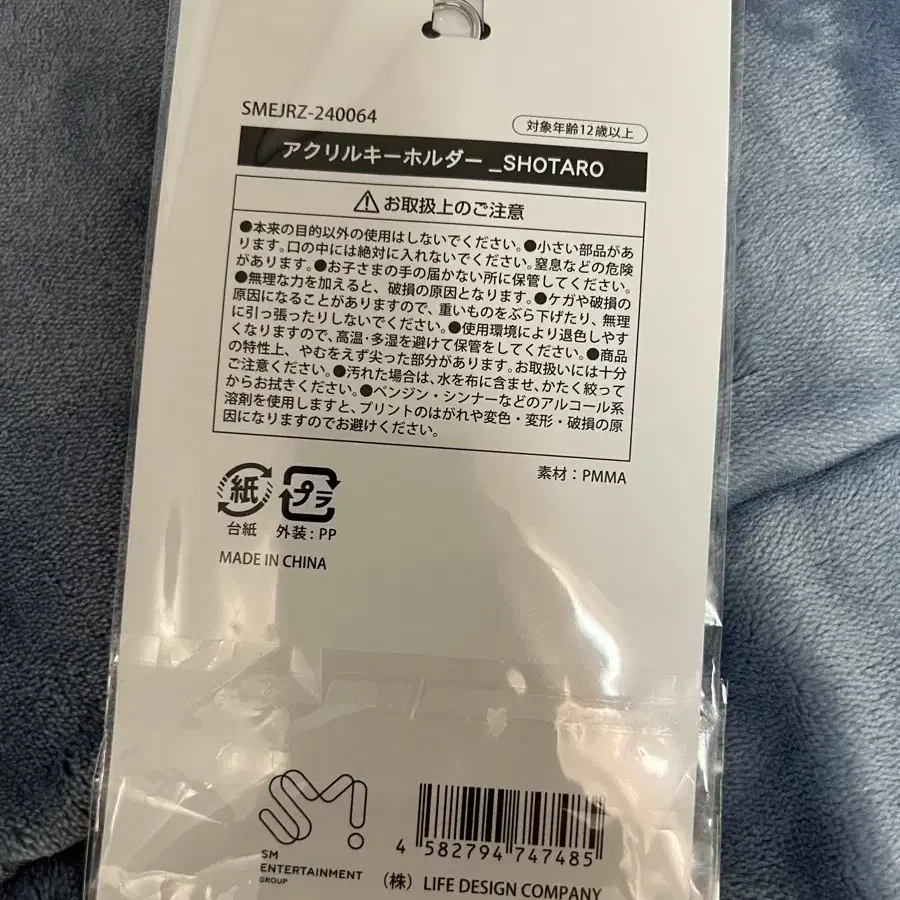 SMEJRZ-240064
対象年齢12歳以上
アクリルキーホルダー _SHOTARO
お取扱上のご注意
●本来の目的以外の使用はしないでください。●小さい部品があ
ります。口の中には絶対に入れないでください。窒息などの危険
があります。●お子さまの手の届かない所に保管してください。
●無理な力を加えると、破損の原因となります。●ケガや破損の
原因になることがありますので、重いものをぶら下げたり、無理
に引っ張ったりしないでください。●使用環境により退色しやす
くなりますので、高温・多湿を避けて保管をしてください。●商品
の特性上、やむをえず尖った部分があります。お取扱いには十分
ご注意ください。●汚れた場合は、水を布に含ませ、かたく絞って
からお拭きください。●ベンジン・シンナーなどのアルコール系
溶剤を使用しますと、プリントのはがれや変色・変形・破損の原
因になりますのでお避けください。
素材：PMMA
紙
プラ
台紙
外装：PP
MADE IN CHINA
SM!
SM
ENTERTAINMENT
GROUP
4 582794 747485
（株） LIFE DESIGN COMPANY